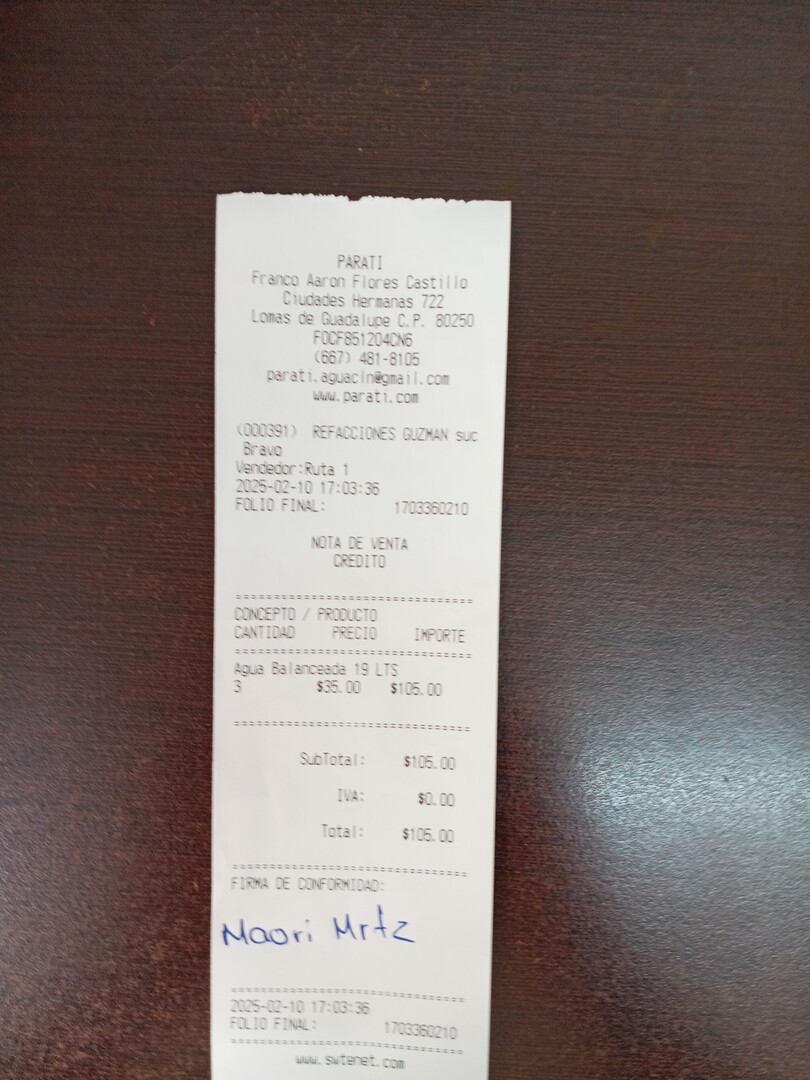 PARATI
Franco Aaron Flores Castillo
Ciudades Hermanas 722
Lomas de Guadalupe C.P. 80250
FOCF851204CN6
(667) 481-8105
parati.aguacln@gmail.com
www.parati.com
(000391) REFACCIONES GUZMAN suc
Bravo
Vendedor:Ruta 1
2025-02-10 17:03:36
FOLIO FINAL: 1703360210
NOTA DE VENTA
CREDITO
CONCEPTO / PRODUCTO
CANTIDAD PRECIO IMPORTE
Agua Balanceada 19 LTS
3 $35.00 $105.00
SubTotal: $105.00
IVA: $0.00
Total: $105.00
FIRMA DE CONFORMIDAD:
Maori Mrtz
2025-02-10 17:03:36
FOLIO FINAL: 1703360210
www.swtenet.com